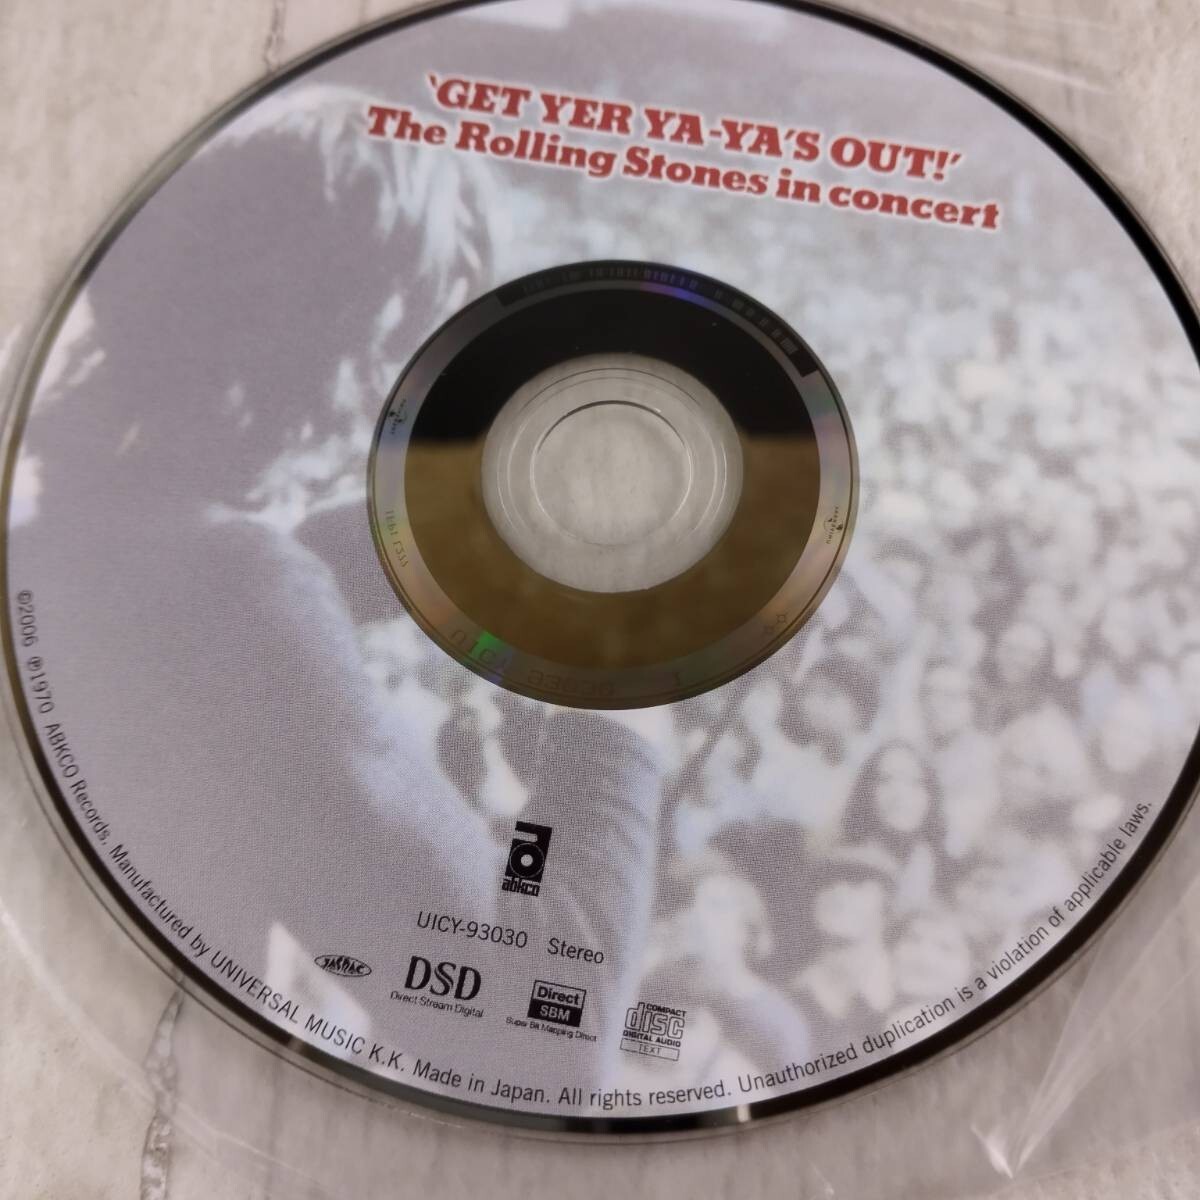 'GET YER YA-YA'S OUT!'
The Rolling Stones in concert
abkco
UICY-93030 Stereo
JASRAC
DSD
Direct Stream Digital
Direct
SBM
Super Bit Mapping Direct
COMPACT
disc
DIGITAL AUDIO
TEXT
©2006 ℗1970 ABKCO Records. Manufactured by UNIVERSAL MUSIC K.K. Made in Japan. All rights reserved. Unauthorized duplication is a violation of applicable laws.